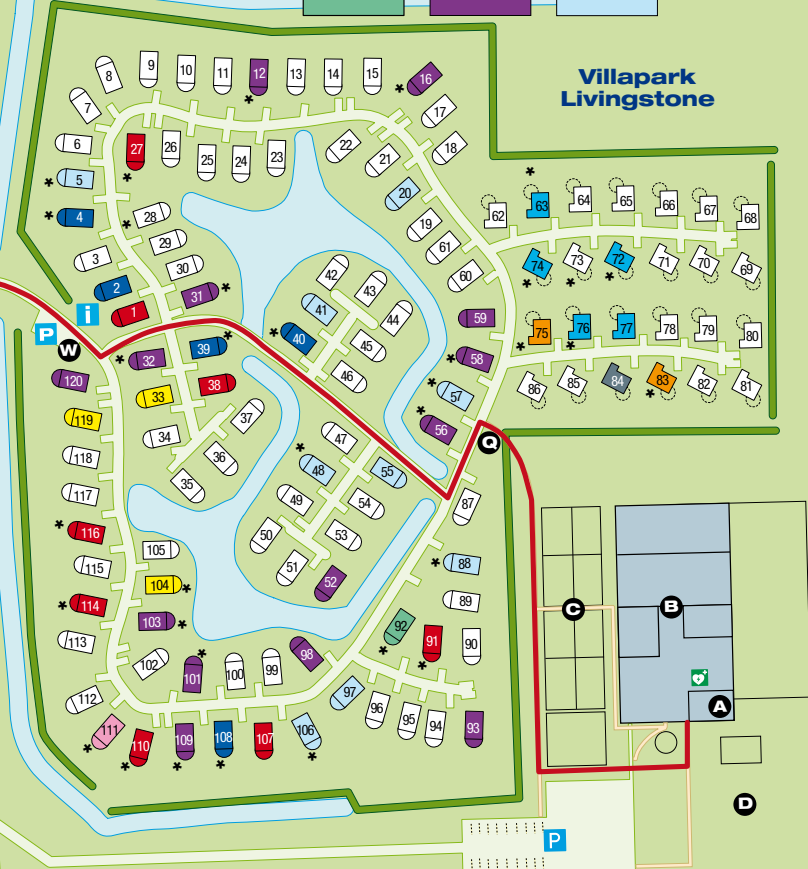 Villapark
Livingstone
8 9 10 11 12 13 14 15 * 16
7 * 17
6 27 26 25 24 23 22 21 18
* 5 * 20 * 63 64 65 66 67 68
* 4 * 28 19 62
3 29 61 74 73 72 71 70 69
30 60 * * *
2 31 * 42 43
i 1 41 44 59 75 76 77 78 79 80
P * 40 45 * *
W * 32 39 * 46 * 58 86 85 84 83 82 81
120 38 * 57 *
33 * 56
119 37 Q
34 47
118 36 * 48 55
117 35 49 54 87
* 116 105 50 53
115 51 * 88
104 * 52
* 114 89 C B
103 * 92 91 90
113 * *
102 * 101 100 99 98
112 97 A
111 110 109 108 107 106 96 95 94 93
* * * * *
D
P